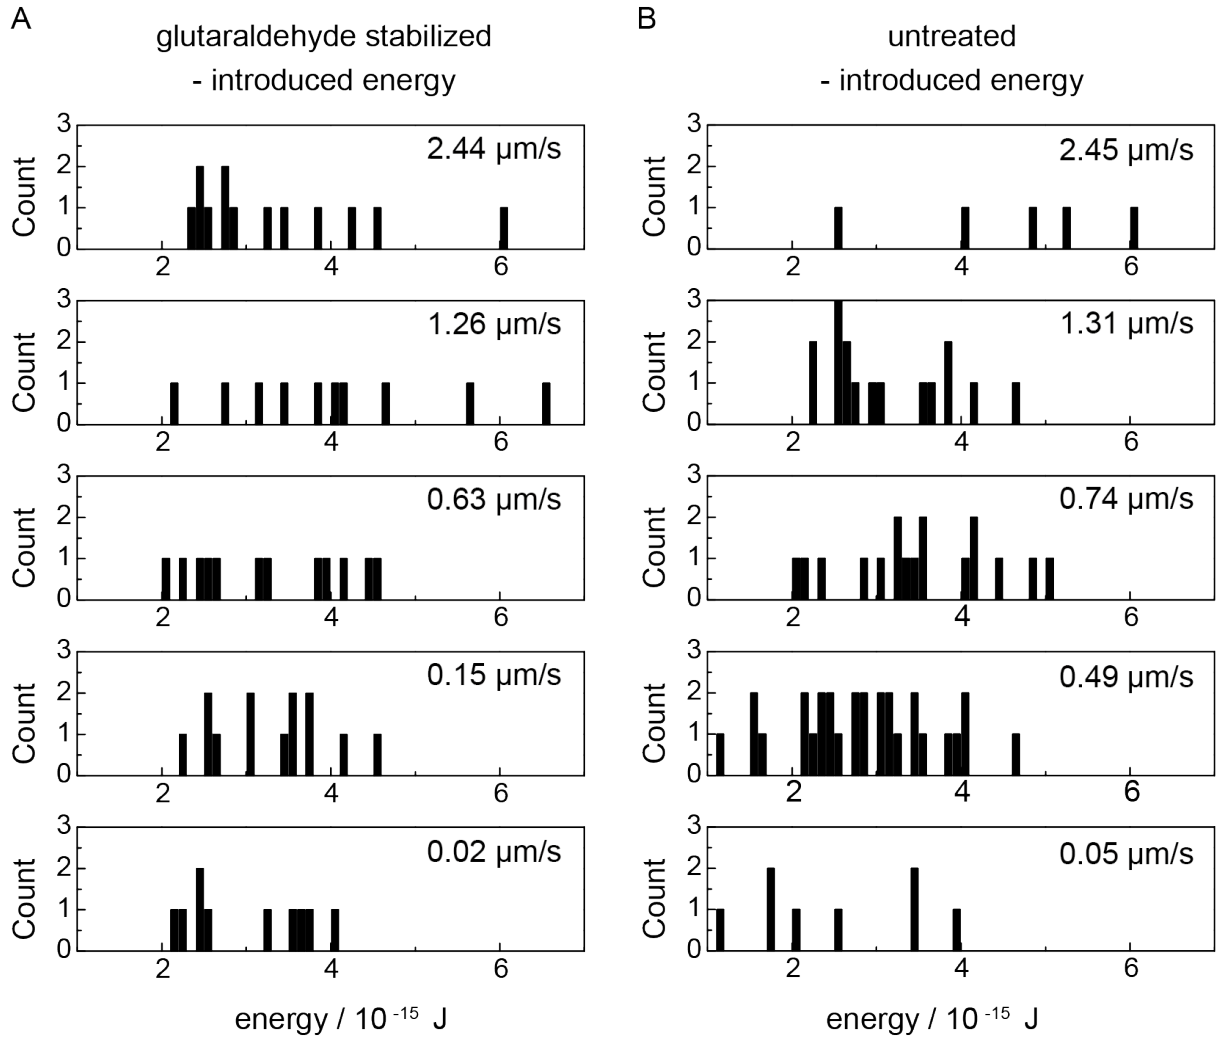 A
glutaraldehyde stabilized
- introduced energy
3
2
1
0
Count
2.44 µm/s
2 4 6
3
2
1
0
Count
1.26 µm/s
2 4 6
3
2
1
0
Count
0.63 µm/s
2 4 6
3
2
1
0
Count
0.15 µm/s
2 4 6
3
2
1
0
Count
0.02 µm/s
2 4 6
energy / 10 -15 J
B
untreated
- introduced energy
3
2
1
0
Count
2.45 µm/s
2 4 6
3
2
1
0
Count
1.31 µm/s
2 4 6
3
2
1
0
Count
0.74 µm/s
2 4 6
3
2
1
0
Count
0.49 µm/s
2 4 6
3
2
1
0
Count
0.05 µm/s
2 4 6
energy / 10 -15 J